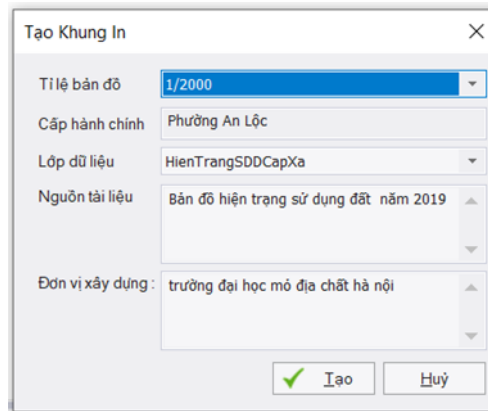 Tạo Khung In
Tỉ lệ bản đồ 1/2000
Cấp hành chính Phường An Lộc
Lớp dữ liệu HienTrangSDDCapXa
Nguồn tài liệu Bản đồ hiện trạng sử dụng đất năm 2019
Đơn vị xây dựng : trường đại học mỏ địa chất hà nội
Tạo Huỷ